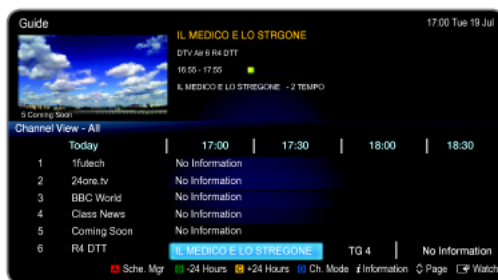 Guide 17:00 Tue 19 Jul
IL MEDICO E LO STRGONE
DTV Air 6 R4 DTT
16:55 - 17:55
IL MEDICO E LO STREGONE - 2 TEMPO
5 Coming Soon
Channel View - All
Today 17:00 17:30 18:00 18:30
1 1futech No Information
2 24ore.tv No Information
3 BBC World No Information
4 Class News No Information
5 Coming Soon No Information
6 R4 DTT IL MEDICO E LO STREGONE TG 4 No Information
A Sche. Mgr B -24 Hours C +24 Hours D Ch. Mode i Information Page Watch